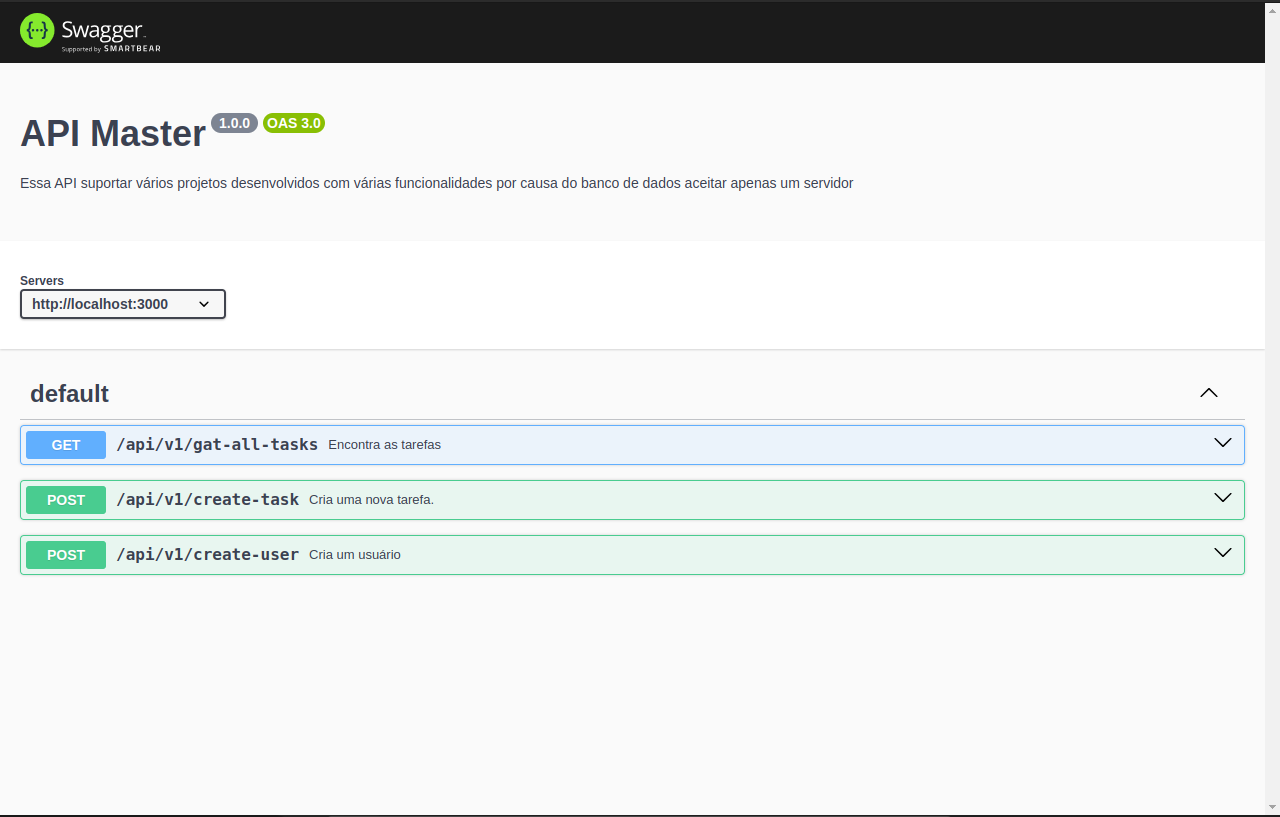 Swagger
Supported by SMARTBEAR
API Master 1.0.0 OAS 3.0
Essa API suportar vários projetos desenvolvidos com várias funcionalidades por causa do banco de dados aceitar apenas um servidor
Servers
http://localhost:3000
default
GET /api/v1/gat-all-tasks Encontra as tarefas
POST /api/v1/create-task Cria uma nova tarefa.
POST /api/v1/create-user Cria um usuário